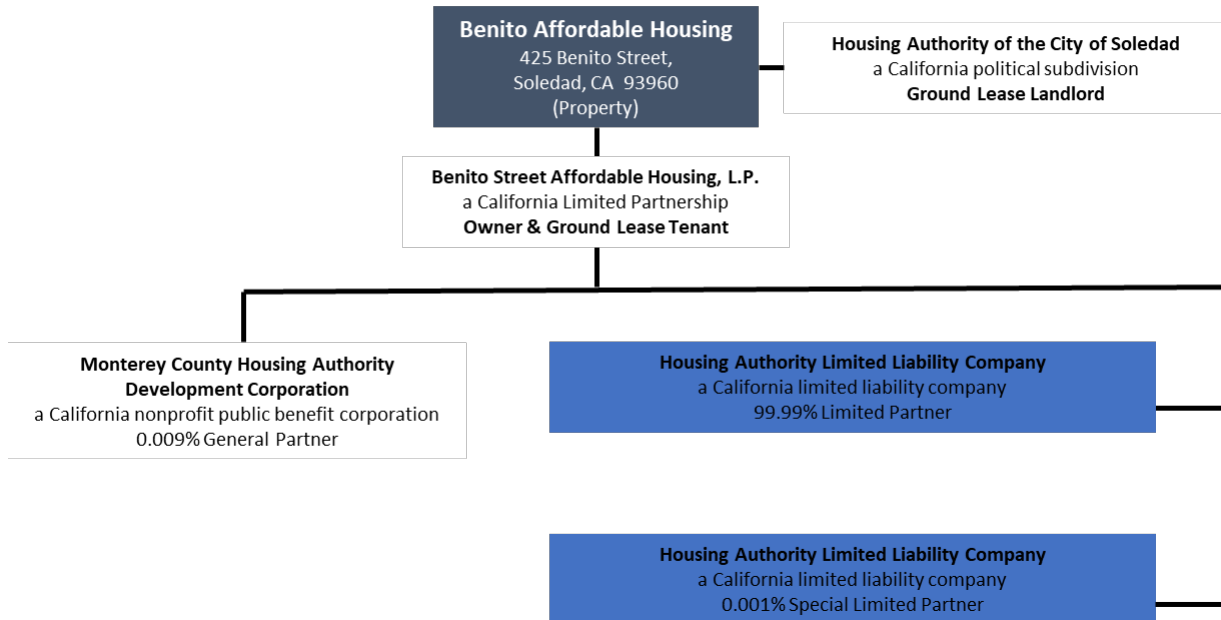 Benito Affordable Housing
425 Benito Street,
Soledad, CA 93960
(Property)
Housing Authority of the City of Soledad
a California political subdivision
Ground Lease Landlord
Benito Street Affordable Housing, L.P.
a California Limited Partnership
Owner & Ground Lease Tenant
Monterey County Housing Authority
Development Corporation
a California nonprofit public benefit corporation
0.009% General Partner
Housing Authority Limited Liability Company
a California limited liability company
99.99% Limited Partner
Housing Authority Limited Liability Company
a California limited liability company
0.001% Special Limited Partner